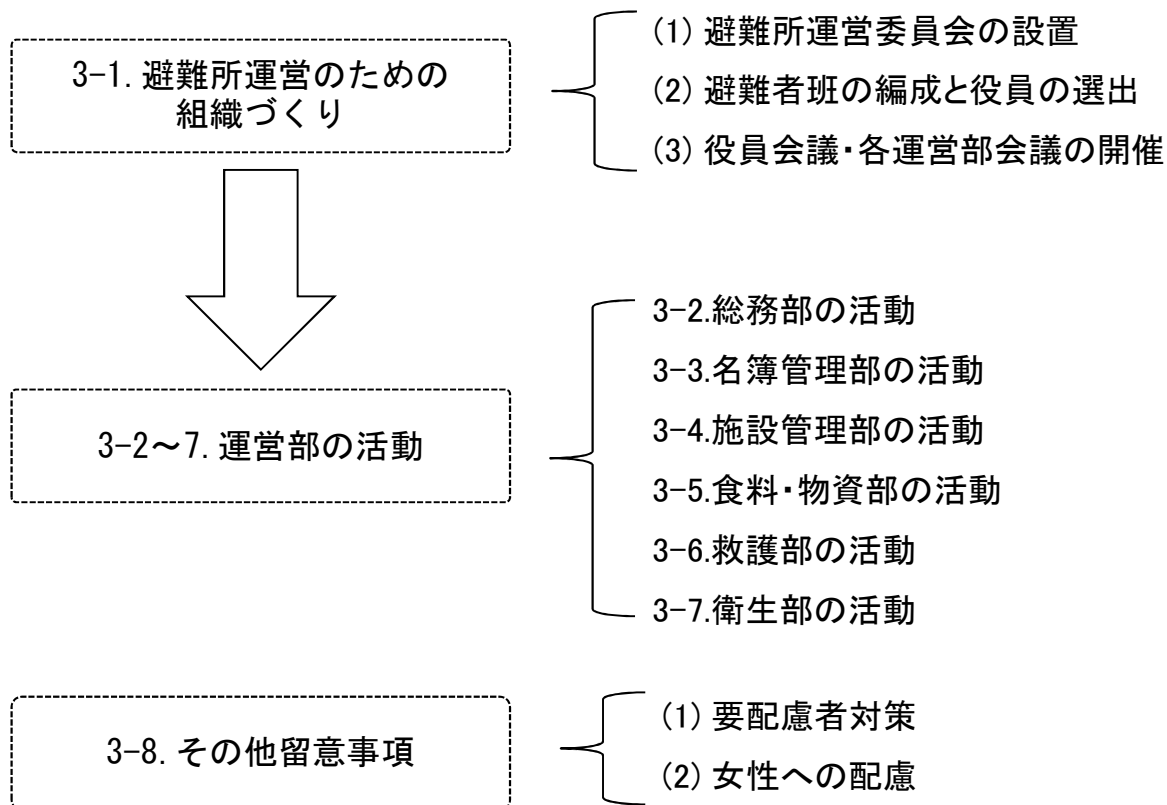 3-1. 避難所運営のための
組織づくり
(1) 避難所運営委員会の設置
(2) 避難者班の編成と役員の選出
(3) 役員会議・各運営部会議の開催
3-2～7. 運営部の活動
3-2.総務部の活動
3-3.名簿管理部の活動
3-4.施設管理部の活動
3-5.食料・物資部の活動
3-6.救護部の活動
3-7.衛生部の活動
3-8. その他留意事項
(1) 要配慮者対策
(2) 女性への配慮